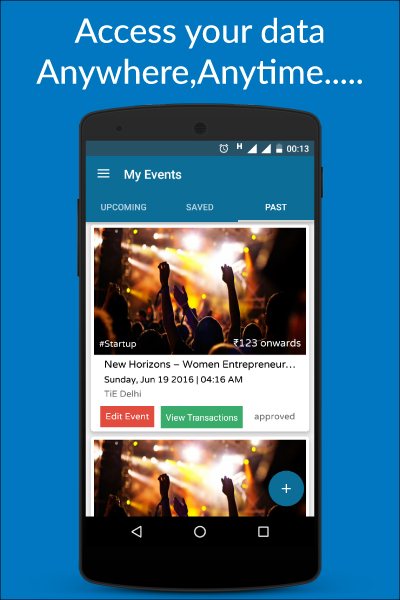 Access your data
Anywhere,Anytime.....
H 00:13
My Events
UPCOMING SAVED PAST
#Startup ₹123 onwards
New Horizons – Women Entrepreneur...
Sunday, Jun 19 2016 | 04:16 AM
TiE Delhi
Edit Event View Transactions approved
+